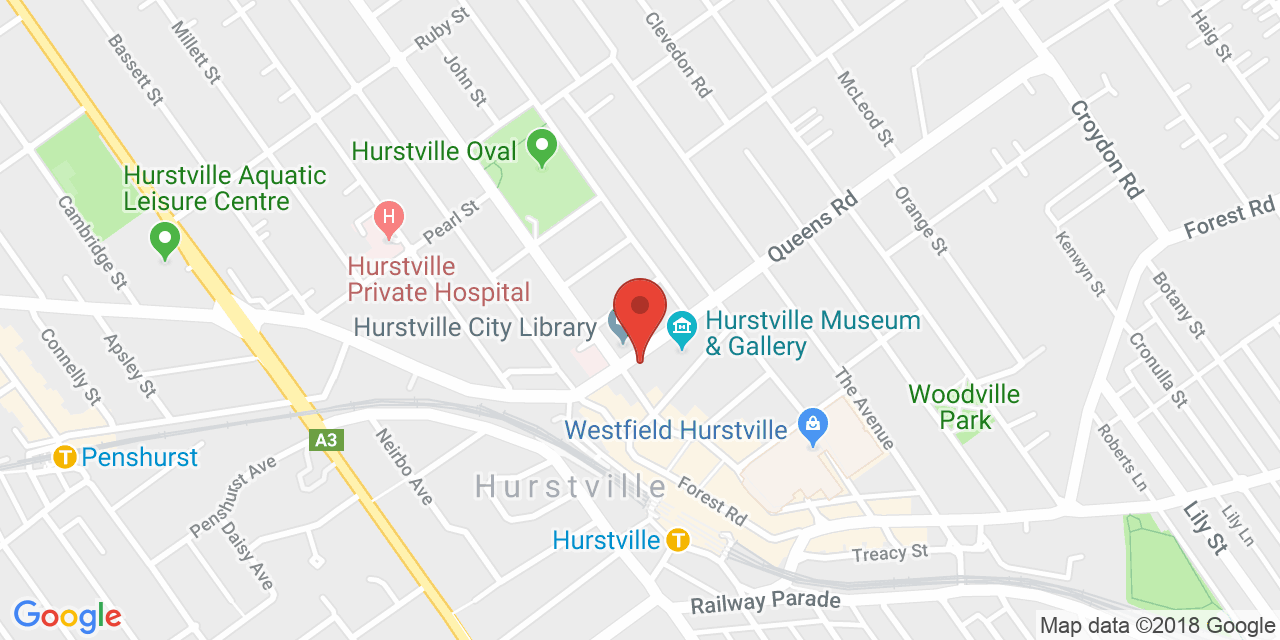 Bassett St
Millett St
Ruby St
John St
Clevedon Rd
McLeod St
Haig St
Croydon Rd
Hurstville Oval
Hurstville Aquatic
Leisure Centre
Cambridge St
H
Pearl St
Queens Rd
Orange St
Kenwyn St
Forest Rd
Botany St
Hurstville
Private Hospital
Hurstville City Library
Hurstville Museum
& Gallery
Connelly St
Apsley St
The Avenue
Cronulla St
Woodville
Park
Westfield Hurstville
A3
T
Penshurst
Neirbo Ave
Penshurst Ave
Daisy Ave
Hurstville
Forest Rd
Roberts Ln
Lily St
Lily Ln
Hurstville
T
Treacy St
Railway Parade
Google
Map data ©2018 Google